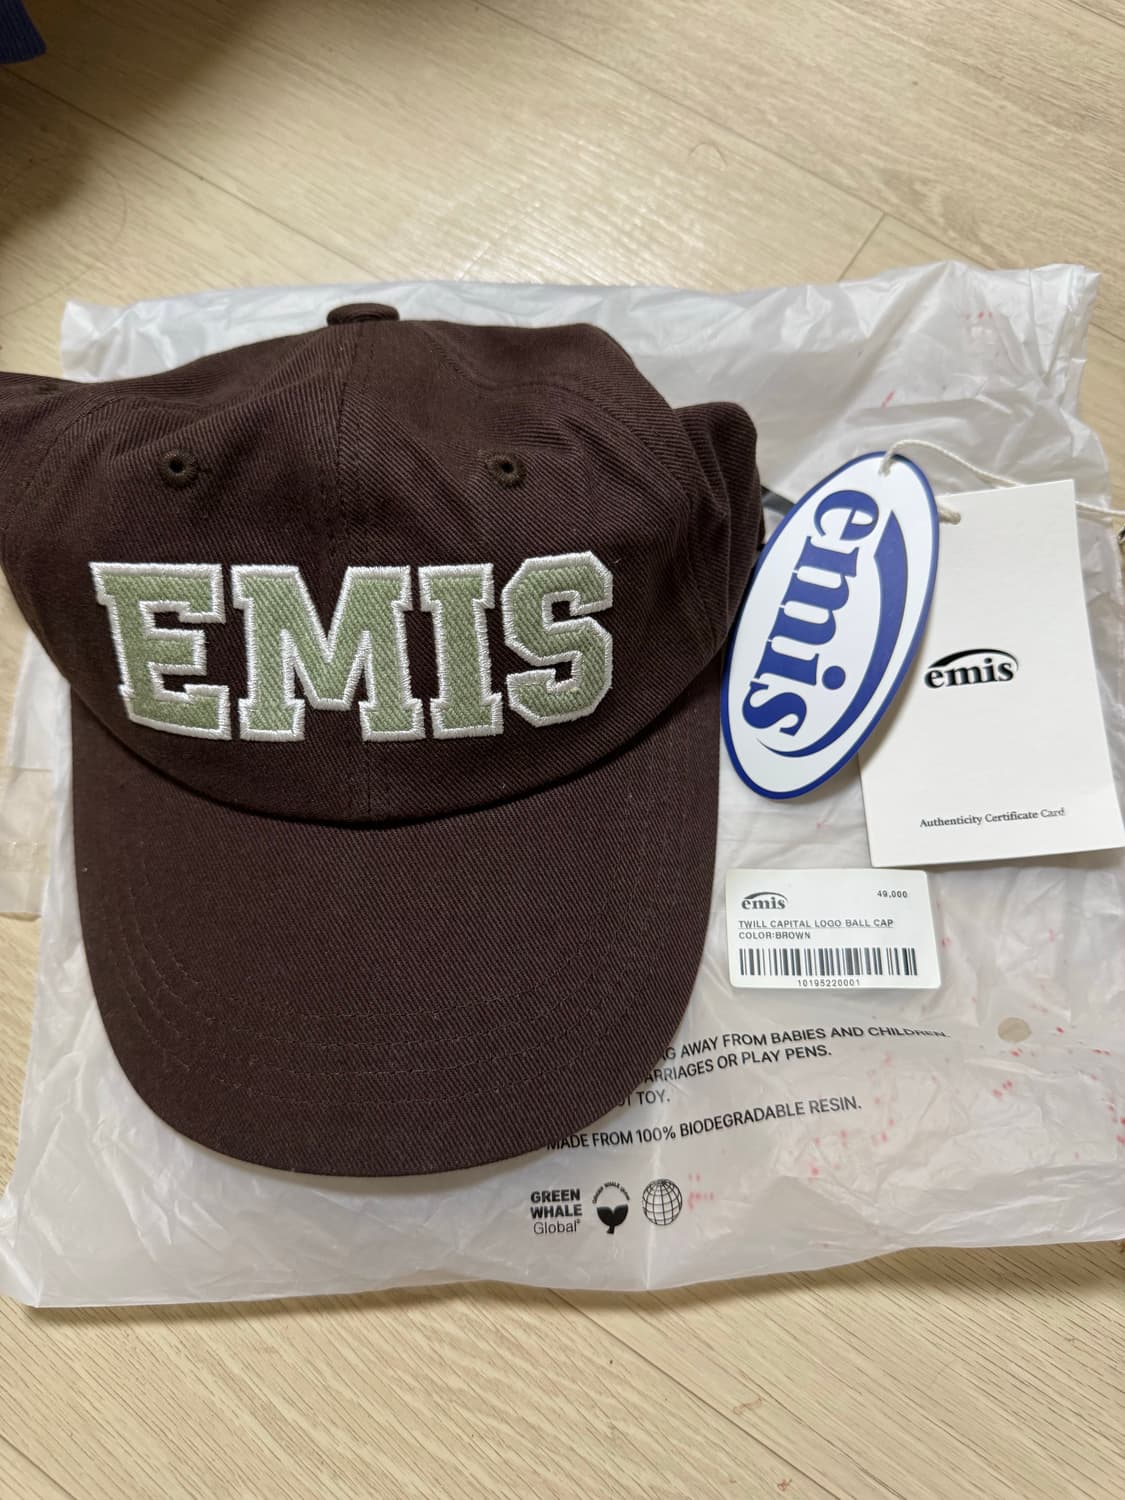 EMIS
emis
emis
Authenticity Certificate Card
emis
49,000
TWILL CAPITAL LOGO BALL CAP
COLOR:BROWN
10195220001
AWAY FROM BABIES AND CHILDREN.
OR PLAY PENS.
TOY.
MADE FROM 100% BIODEGRADABLE RESIN.
GREEN
WHALE
Global